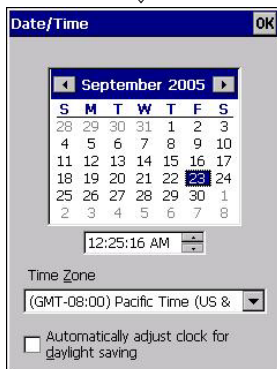 Date/Time OK
September 2005
S M T W T F S
28 29 30 31 1 2 3
4 5 6 7 8 9 10
11 12 13 14 15 16 17
18 19 20 21 22 23 24
25 26 27 28 29 30 1
2 3 4 5 6 7 8
12:25:16 AM
Time Zone
(GMT-08:00) Pacific Time (US &
Automatically adjust clock for
daylight saving